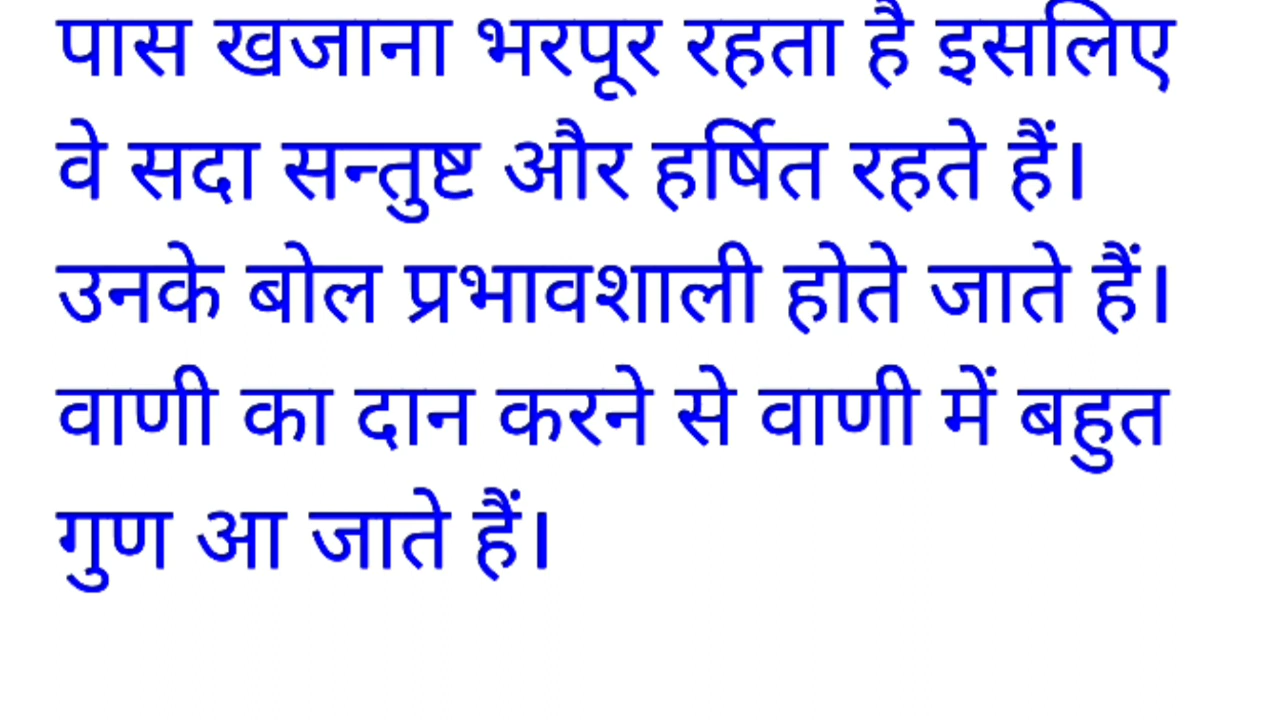 पास खजाना भरपूर रहता है इसलिए
वे सदा सन्तुष्ट और हर्षित रहते हैं।
उनके बोल प्रभावशाली होते जाते हैं।
वाणी का दान करने से वाणी में बहुत
गुण आ जाते हैं।